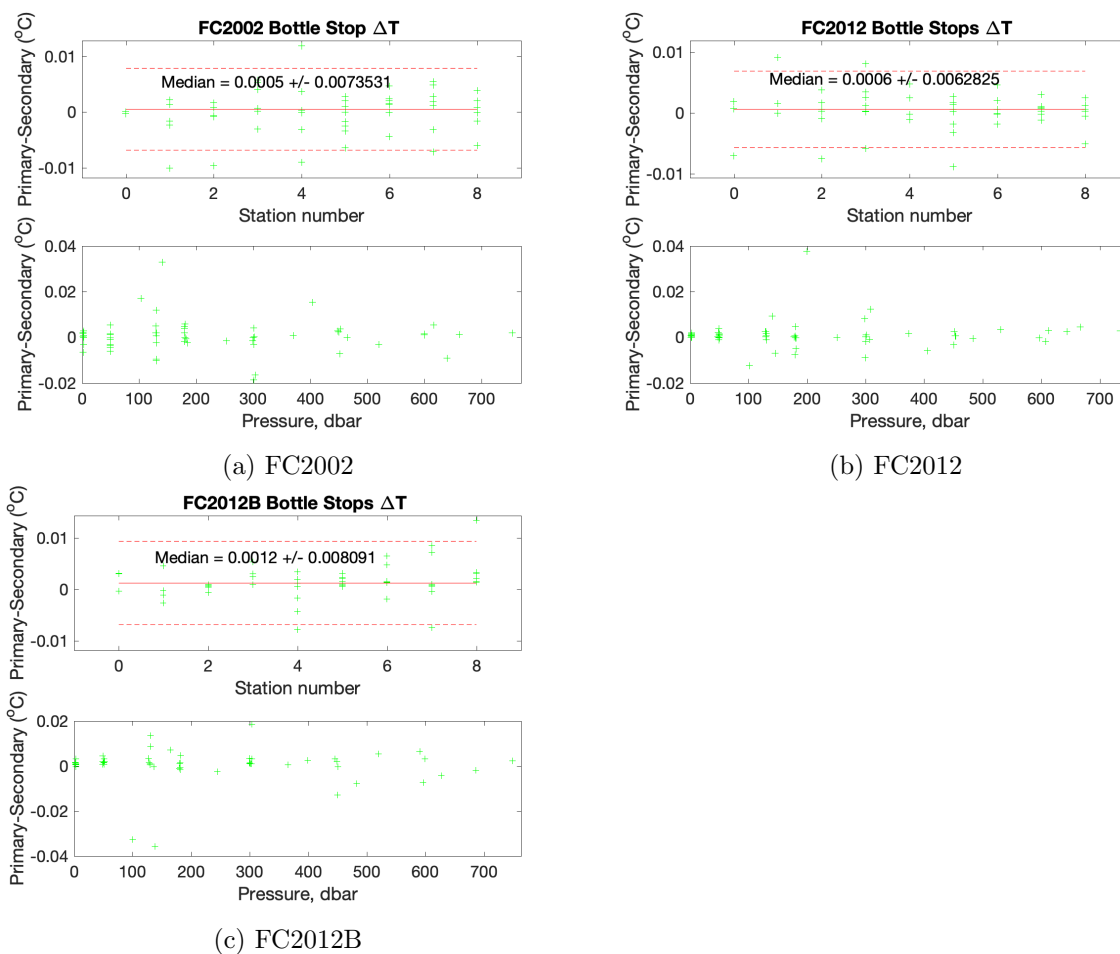 FC2002 Bottle Stop ΔT
Primary-Secondary (°C)
0.01
0
-0.01
Median = 0.0005 +/- 0.0073531
0 2 4 6 8
Station number
Primary-Secondary (°C)
0.04
0.02
0
-0.02
0 100 200 300 400 500 600 700
Pressure, dbar
(a) FC2002
FC2012 Bottle Stops ΔT
Primary-Secondary (°C)
0.01
0
-0.01
Median = 0.0006 +/- 0.0062825
0 2 4 6 8
Station number
Primary-Secondary (°C)
0.04
0.02
0
-0.02
0 100 200 300 400 500 600 700
Pressure, dbar
(b) FC2012
FC2012B Bottle Stops ΔT
Primary-Secondary (°C)
0.01
0
-0.01
Median = 0.0012 +/- 0.008091
0 2 4 6 8
Station number
Primary-Secondary (°C)
0.02
0
-0.02
-0.04
0 100 200 300 400 500 600 700
Pressure, dbar
(c) FC2012B